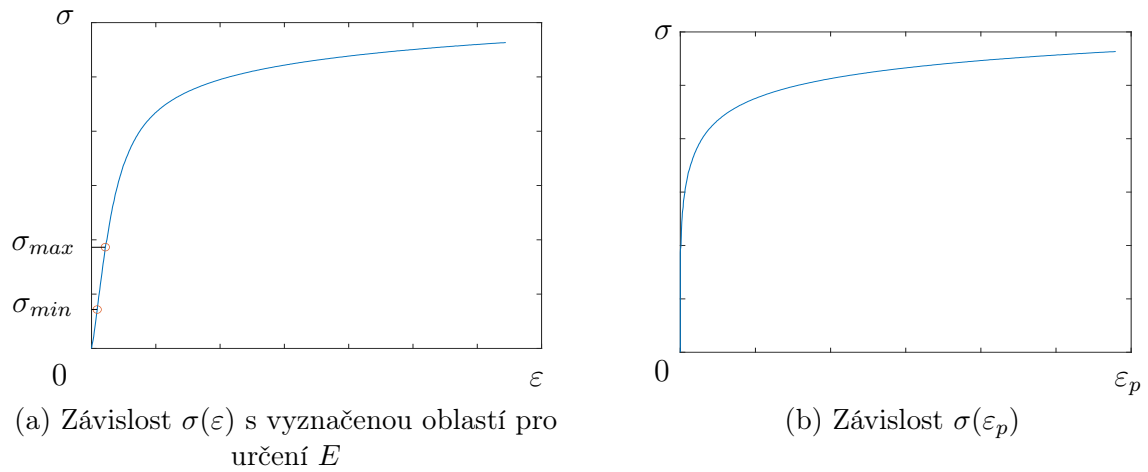 σ
σ_max
σ_min
0
ε
(a) Závislost σ(ε) s vyznačenou oblastí pro
určení E
σ
0
ε_p
(b) Závislost σ(ε_p)